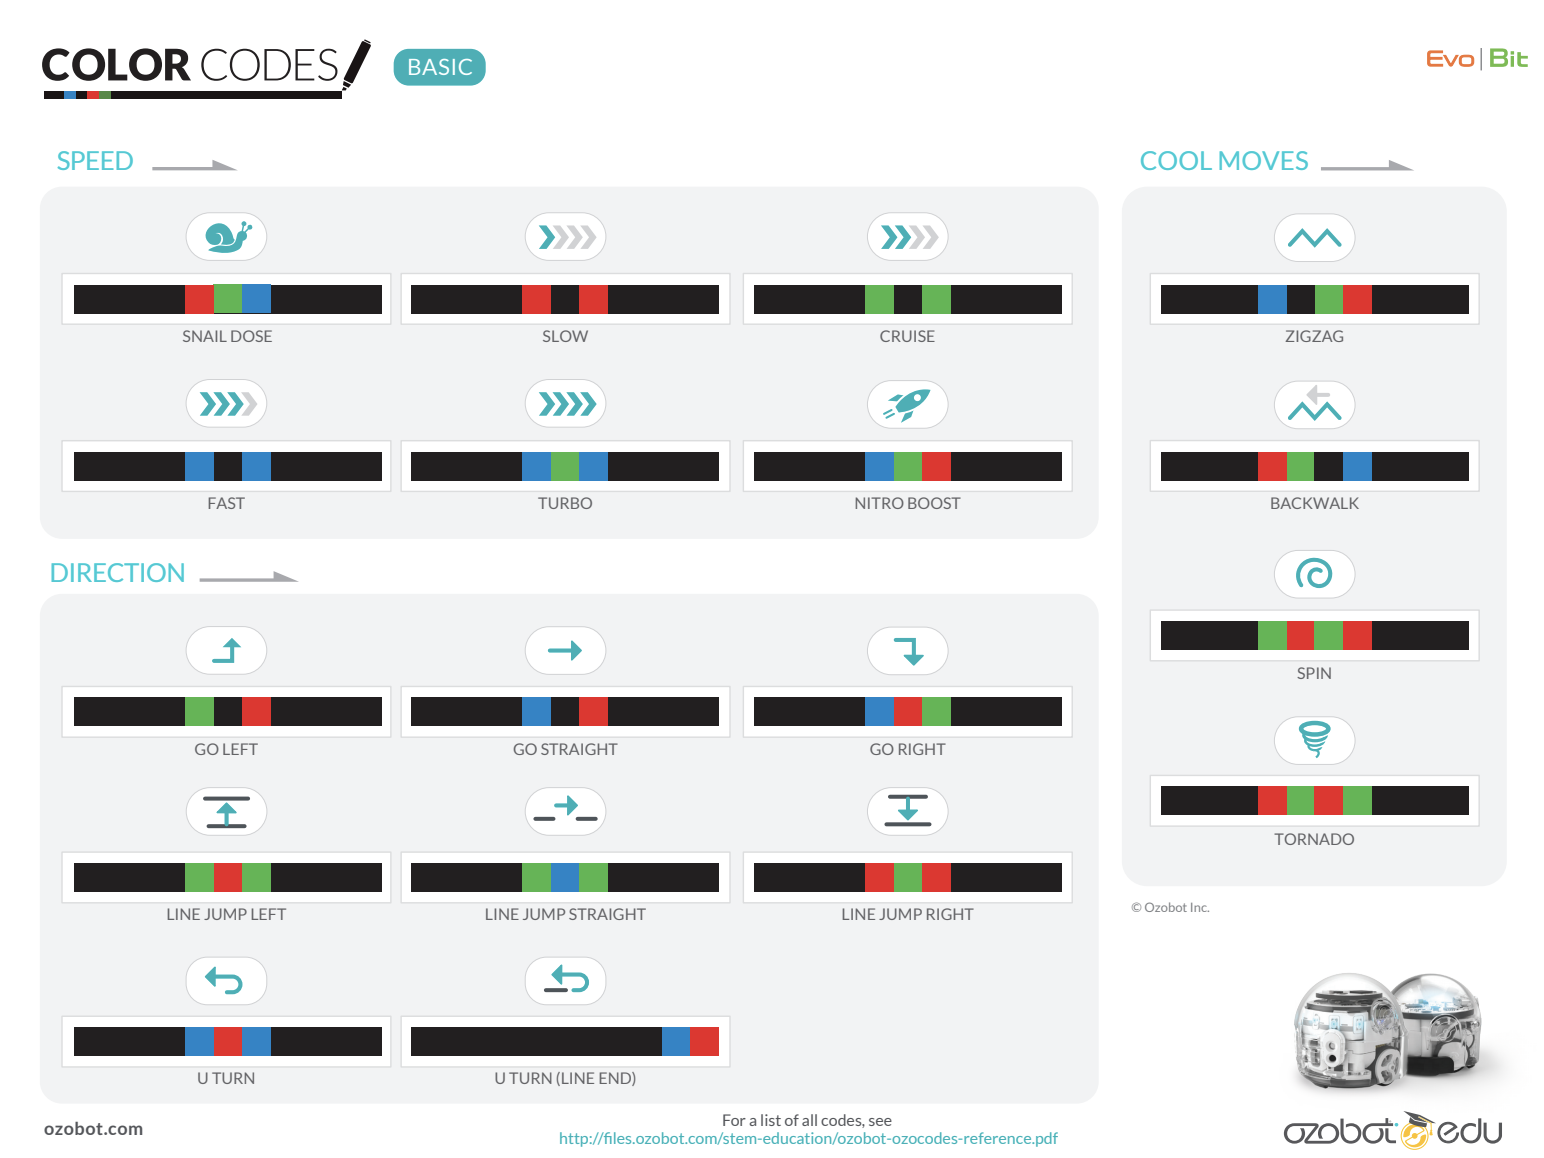 COLOR CODES BASIC
Evo | Bit
SPEED
SNAIL DOSE
SLOW
CRUISE
FAST
TURBO
NITRO BOOST
DIRECTION
GO LEFT
GO STRAIGHT
GO RIGHT
LINE JUMP LEFT
LINE JUMP STRAIGHT
LINE JUMP RIGHT
U TURN
U TURN (LINE END)
COOL MOVES
ZIGZAG
BACKWALK
SPIN
TORNADO
© Ozobot Inc.
ozobot.com
For a list of all codes, see
http://files.ozobot.com/stem-education/ozobot-ozocodes-reference.pdf
ozobot edu